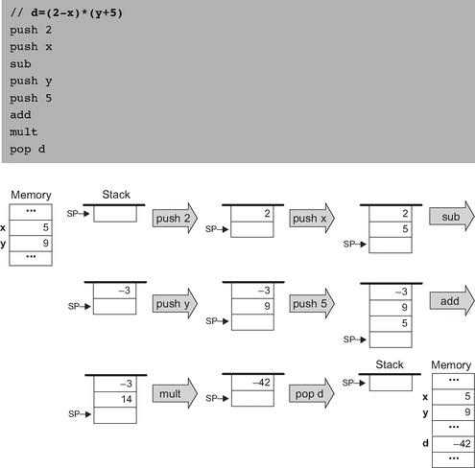 // d=(2-x)*(y+5)
push 2
push x
sub
push y
push 5
add
mult
pop d
Memory
...
x 5
y 9
...
Stack
SP
push 2
2
SP
push x
2
5
SP
sub
–3
SP
push y
–3
9
SP
push 5
–3
9
5
SP
add
–3
14
SP
mult
–42
SP
pop d
Stack
SP
Memory
...
x 5
y 9
...
d –42
...